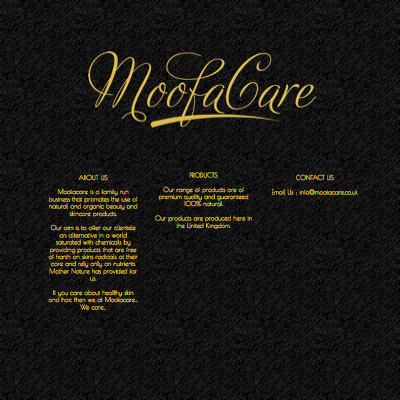 MoofaCare
ABOUT US
Moofacare is a family run
business that promotes the use of
natural and organic beauty and
skincare products.
Our aim is to offer our clientele
an alternative in a world
saturated with chemicals by
providing products that are free
of harsh on skins radicals at their
core and rely only on nutrients
Mother Nature has provided for
us.
If you care about healthy skin
and hair, then we at Moofacare...
We care...
PRODUCTS
Our range of products are of
premium quality and guaranteed
100% natural.
Our products are produced here in
the United Kingdom.
CONTACT US
Email Us : info@moofacare.co.uk